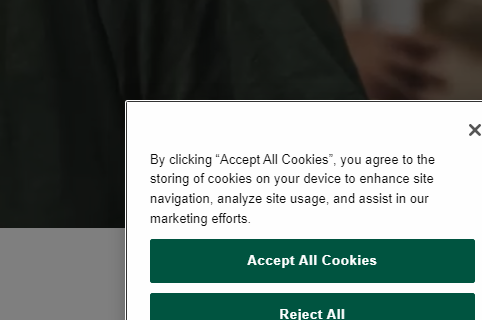 By clicking “Accept All Cookies”, you agree to the
storing of cookies on your device to enhance site
navigation, analyze site usage, and assist in our
marketing efforts.
Accept All Cookies
Reject All